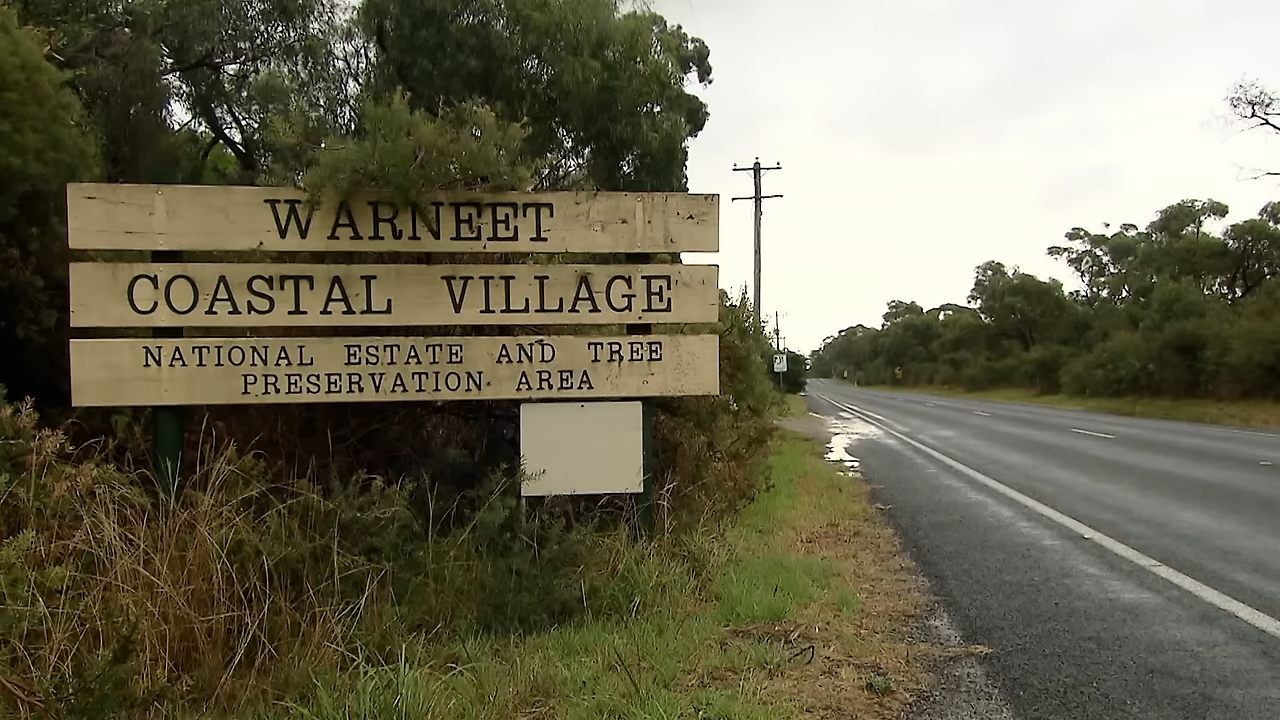 WARNEET
COASTAL VILLAGE
NATIONAL ESTATE AND TREE
PRESERVATION AREA